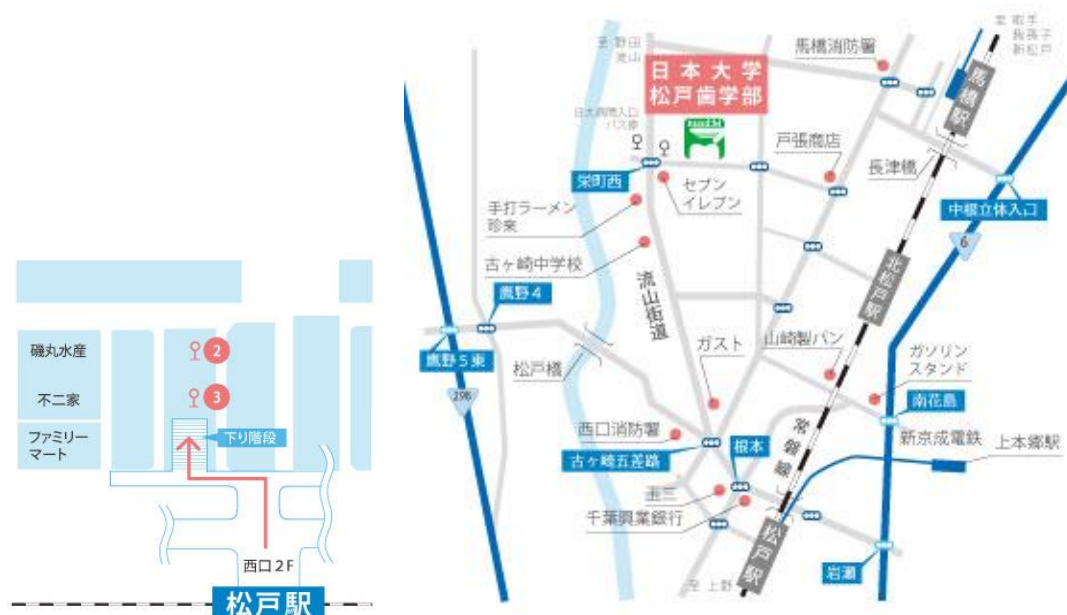 磯丸水産
2
不二家
3
ファミリー
マート
下り階段
西口2F
松戸駅
至 取手
我孫子
新松戸
至 野田
流山
馬橋消防署
日本大学
松戸歯学部
馬橋駅
日大病院入口
バス停
戸張商店
長津橋
栄町西
セブン
イレブン
中根立体入口
手打ラーメン
珍来
6
古ヶ崎中学校
流山街道
北松戸駅
鷹野4
ガスト
山崎製パン
ガソリン
スタンド
鷹野5東
松戸橋
298
南花島
西口消防署
常磐線
新京成電鉄
上本郷駅
古ヶ崎五差路
根本
千葉興業銀行
松戸駅
岩瀬
至 上野